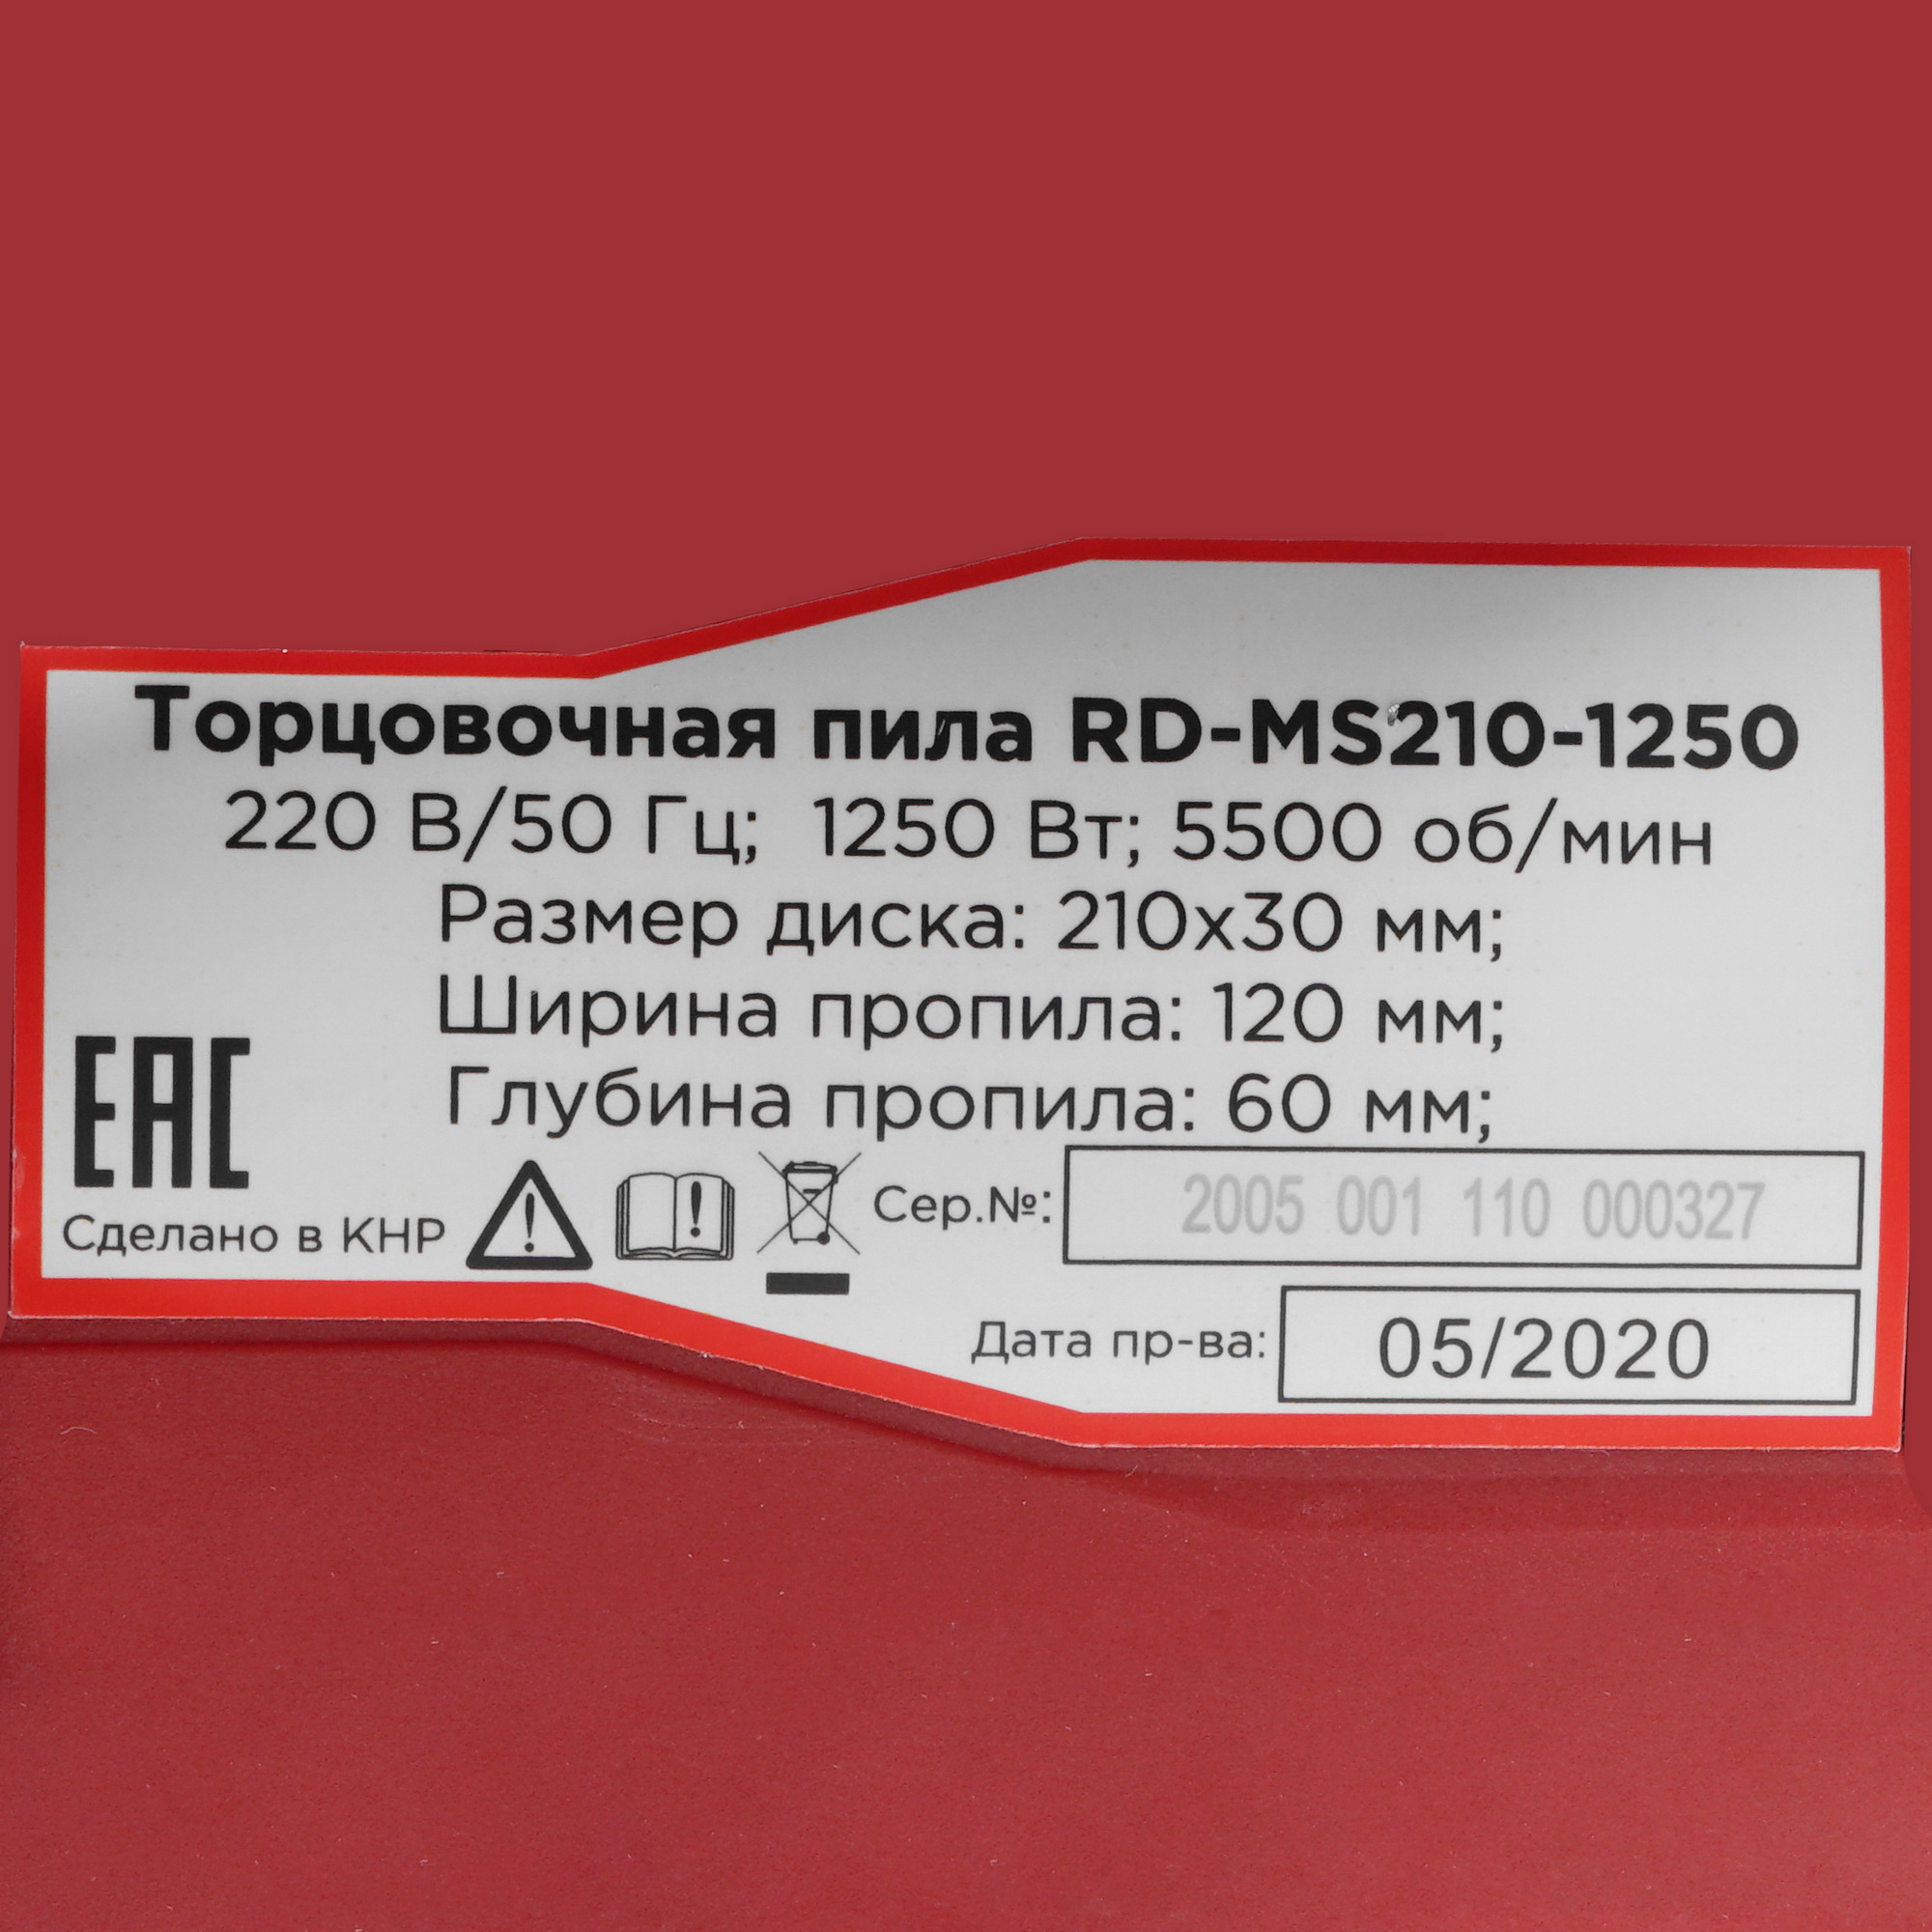 Торцовочная пила RD-MS210-1250
220 В/50 Гц; 1250 Вт; 5500 об/мин
Размер диска: 210х30 мм;
Ширина пропила: 120 мм;
Глубина пропила: 60 мм;
EAC
Сделано в КНР
Сер.№: 2005 001 110 000327
Дата пр-ва: 05/2020